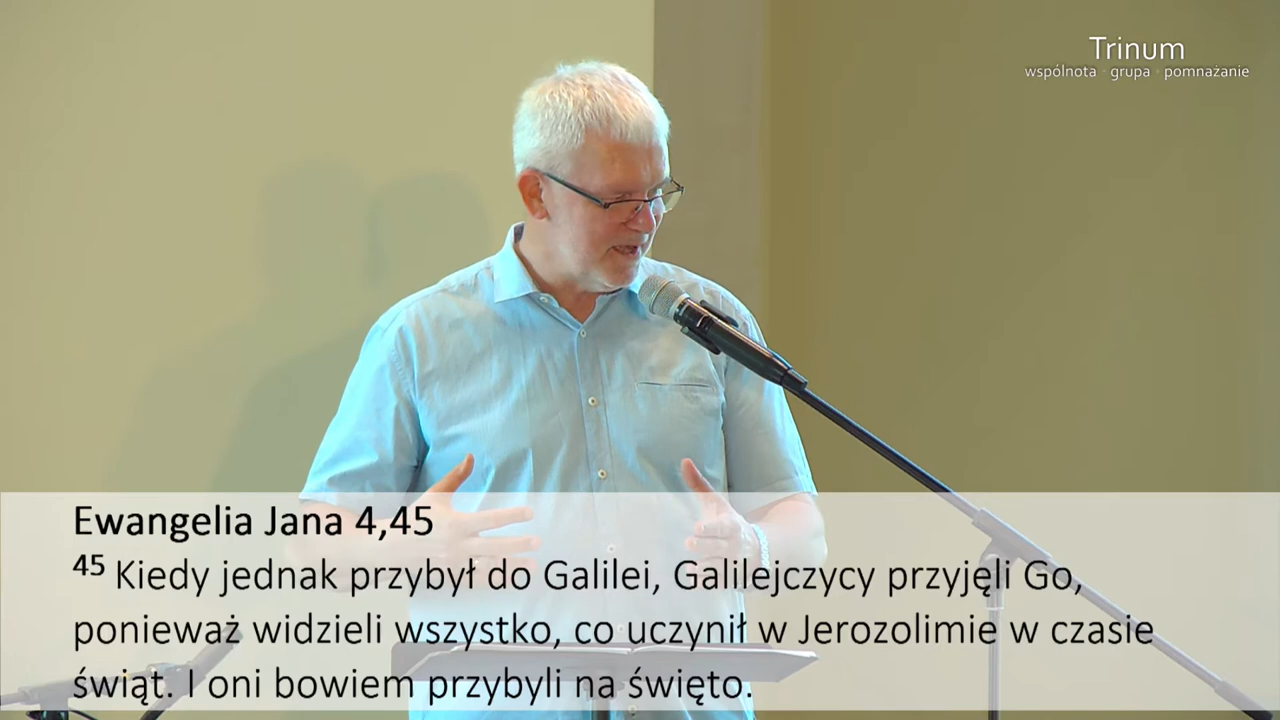 Trinum
wspólnota · grupa · pomnażanie
Ewangelia Jana 4,45
45 Kiedy jednak przybył do Galilei, Galilejczycy przyjęli Go,
ponieważ widzieli wszystko, co uczynił w Jerozolimie w czasie
świąt. I oni bowiem przybyli na święto.